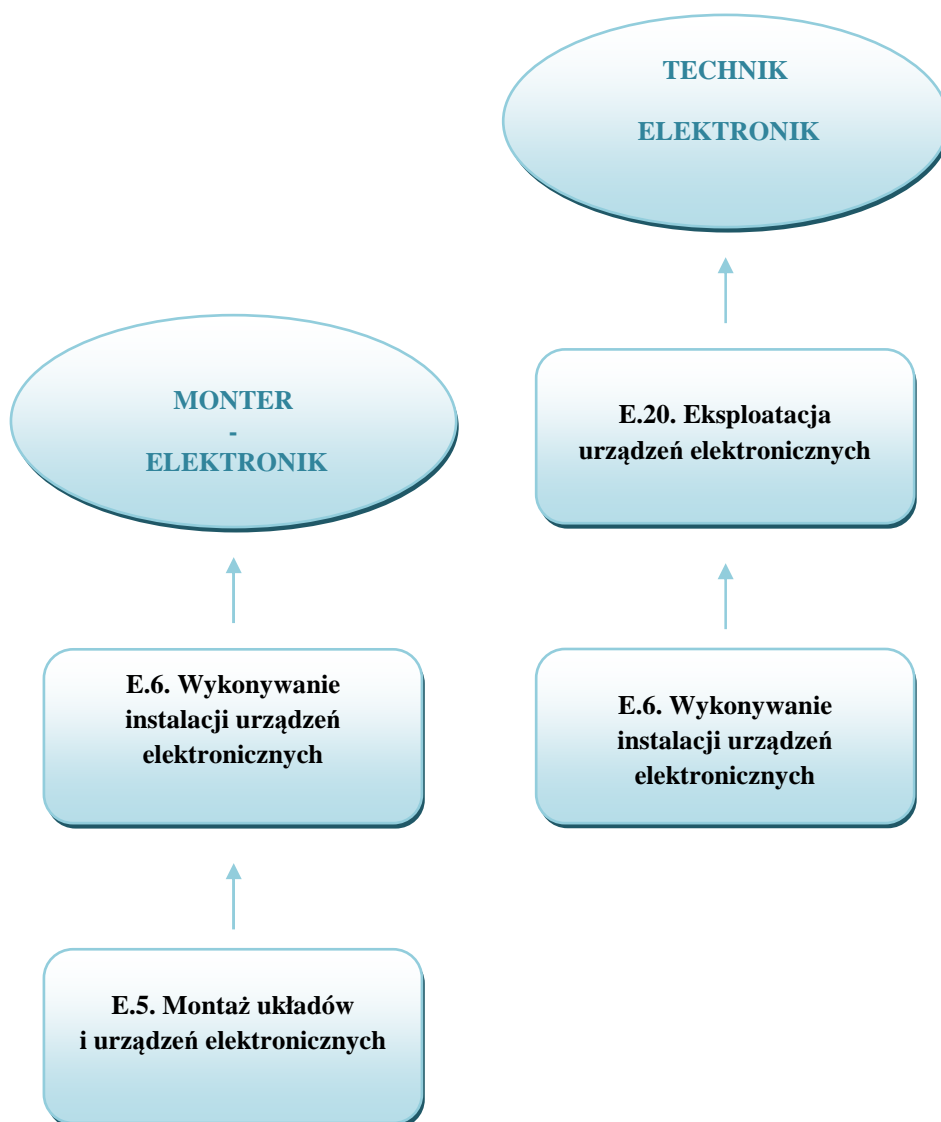 TECHNIK
ELEKTRONIK
MONTER
-
ELEKTRONIK
E.20. Eksploatacja
urządzeń elektronicznych
E.6. Wykonywanie
instalacji urządzeń
elektronicznych
E.6. Wykonywanie
instalacji urządzeń
elektronicznych
E.5. Montaż układów
i urządzeń elektronicznych